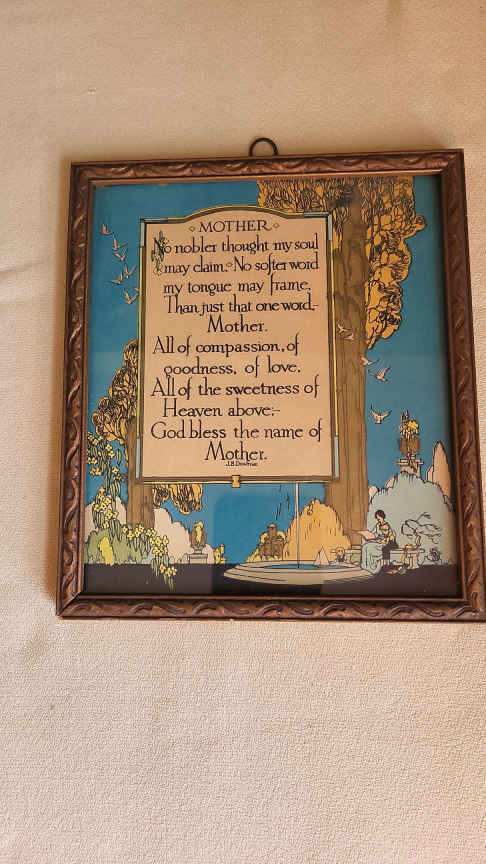 MOTHER
No nobler thought my soul
may claim. No softer word
my tongue may frame,
Than just that one word,-
Mother.
All of compassion, of
goodness, of love.
All of the sweetness of
Heaven above;-
God bless the name of
Mother.
J.B.Downie